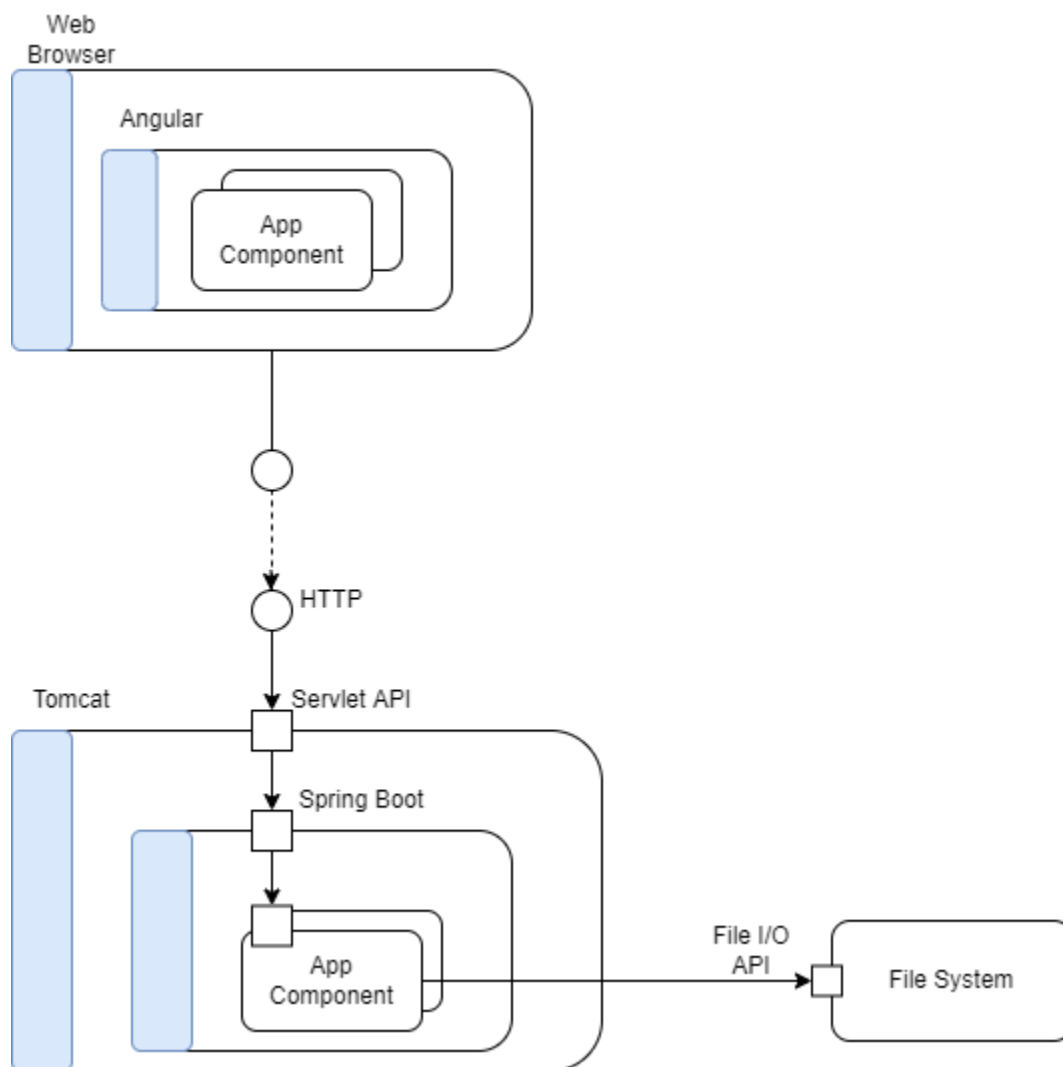 Web
Browser
Angular
App
Component
HTTP
Tomcat
Servlet API
Spring Boot
App
Component
File I/O
API
File System